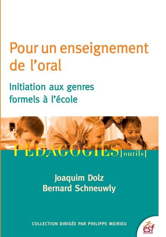 Pour un enseignement
de l'oral
Initiation aux genres
formels à l'école
PÉDAGOGIES[outils]
Joaquim Dolz
Bernard Schneuwly
COLLECTION DIRIGÉE PAR PHILIPPE MEIRIEU
esf